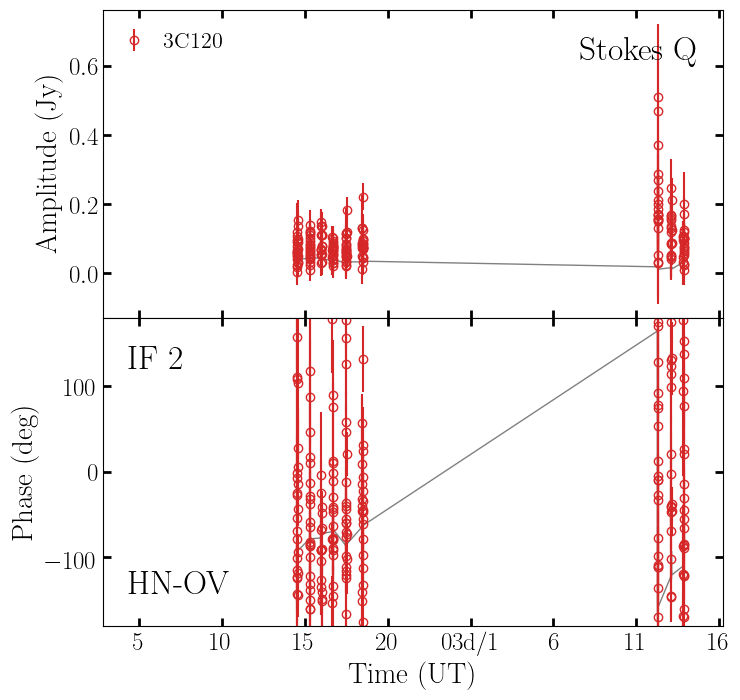 3C120
Stokes Q
Amplitude (Jy)
0.6
0.4
0.2
0.0
IF 2
HN-OV
Phase (deg)
100
0
−100
5 10 15 20 03d/1 6 11 16
Time (UT)